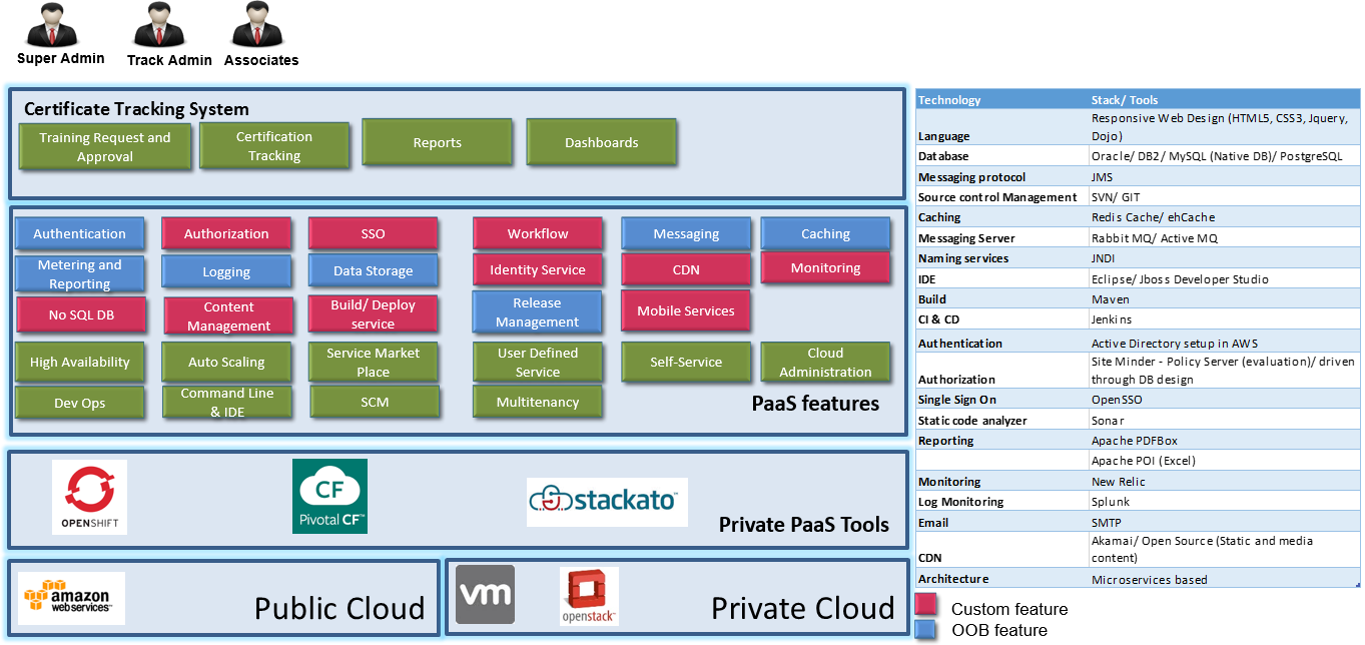 Super Admin
Track Admin
Associates
Certificate Tracking System
Training Request and
Approval
Certification
Tracking
Reports
Dashboards
Authentication
Authorization
SSO
Workflow
Messaging
Caching
Metering and
Reporting
Logging
Data Storage
Identity Service
CDN
Monitoring
No SQL DB
Content
Management
Build/ Deploy
service
Release
Management
Mobile Services
High Availability
Auto Scaling
Service Market
Place
User Defined
Service
Self-Service
Cloud
Administration
Dev Ops
Command Line
& IDE
SCM
Multitenancy
PaaS features
OPENSHIFT
CF
Pivotal CF™
stackato™
Private PaaS Tools
amazon
web services™
Public Cloud
vm
openstack™
Private Cloud
Technology Stack/ Tools
Responsive Web Design (HTML5, CSS3, Jquery,
Language Dojo)
Database Oracle/ DB2/ MySQL (Native DB)/ PostgreSQL
Messaging protocol JMS
Source control Management SVN/ GIT
Caching Redis Cache/ ehCache
Messaging Server Rabbit MQ/ Active MQ
Naming services JNDI
IDE Eclipse/ Jboss Developer Studio
Build Maven
CI & CD Jenkins
Authentication Active Directory setup in AWS
Site Minder - Policy Server (evaluation)/ driven
Authorization through DB design
Single Sign On OpenSSO
Static code analyzer Sonar
Reporting Apache PDFBox
Apache POI (Excel)
Monitoring New Relic
Log Monitoring Splunk
Email SMTP
Akamai/ Open Source (Static and media
CDN content)
Architecture Microservices based
Custom feature
OOB feature